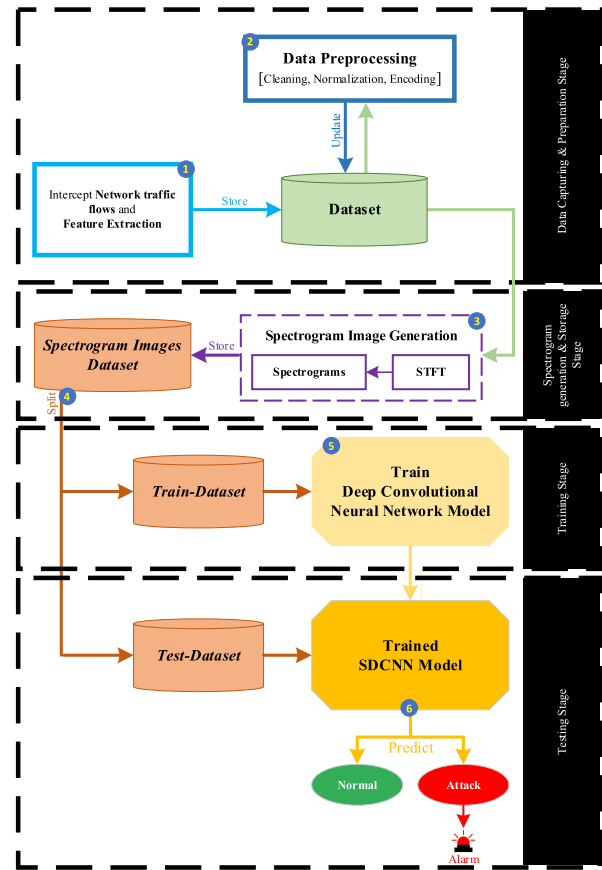 2
Data Preprocessing
[Cleaning, Normalization, Encoding]
Update
1
Intercept Network traffic
flows and
Feature Extraction
Store
Dataset
Data Capturing & Preparation Stage
3
Spectrogram Image Generation
Spectrograms
STFT
Store
Spectrogram Images
Dataset
4
Split
Spectrogram
generation & Storage
Stage
5
Train-Dataset
Train
Deep Convolutional
Neural Network Model
Training Stage
Test-Dataset
Trained
SDCNN Model
6
Predict
Normal
Attack
Alarm
Testing Stage